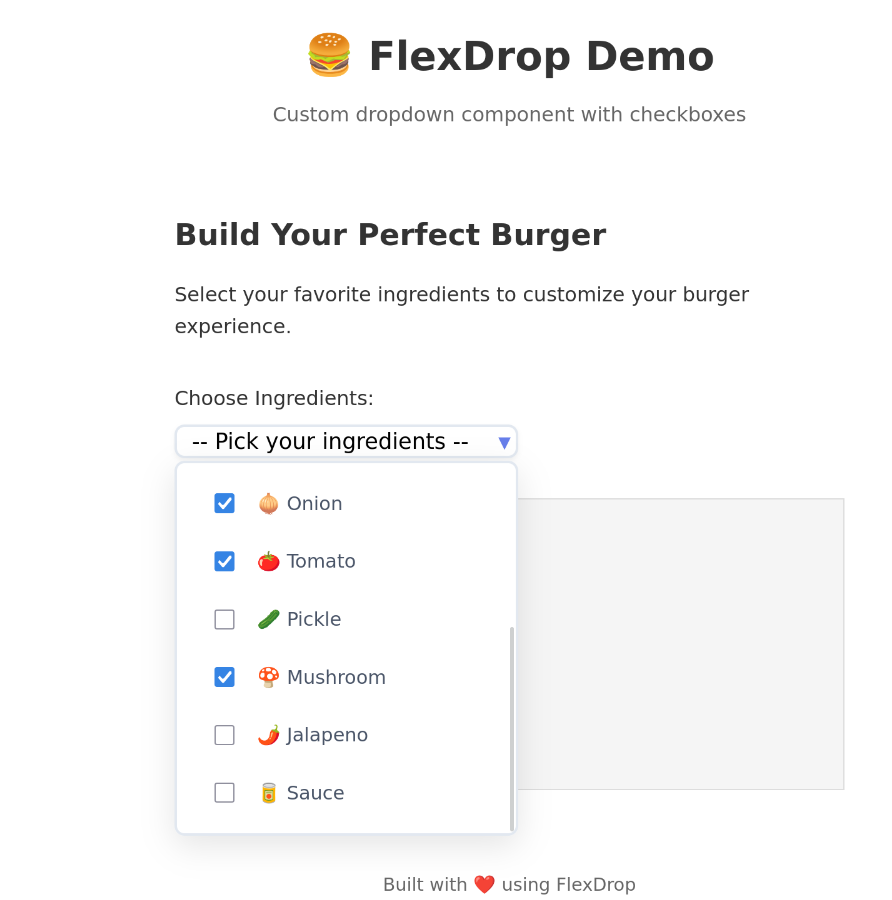 🍔 FlexDrop Demo
Custom dropdown component with checkboxes
Build Your Perfect Burger
Select your favorite ingredients to customize your burger
experience.
Choose Ingredients:
-- Pick your ingredients -- ▼
🧅 Onion
🍅 Tomato
🥒 Pickle
🍄 Mushroom
🌶️ Jalapeno
🥫 Sauce
Built with ❤️ using FlexDrop